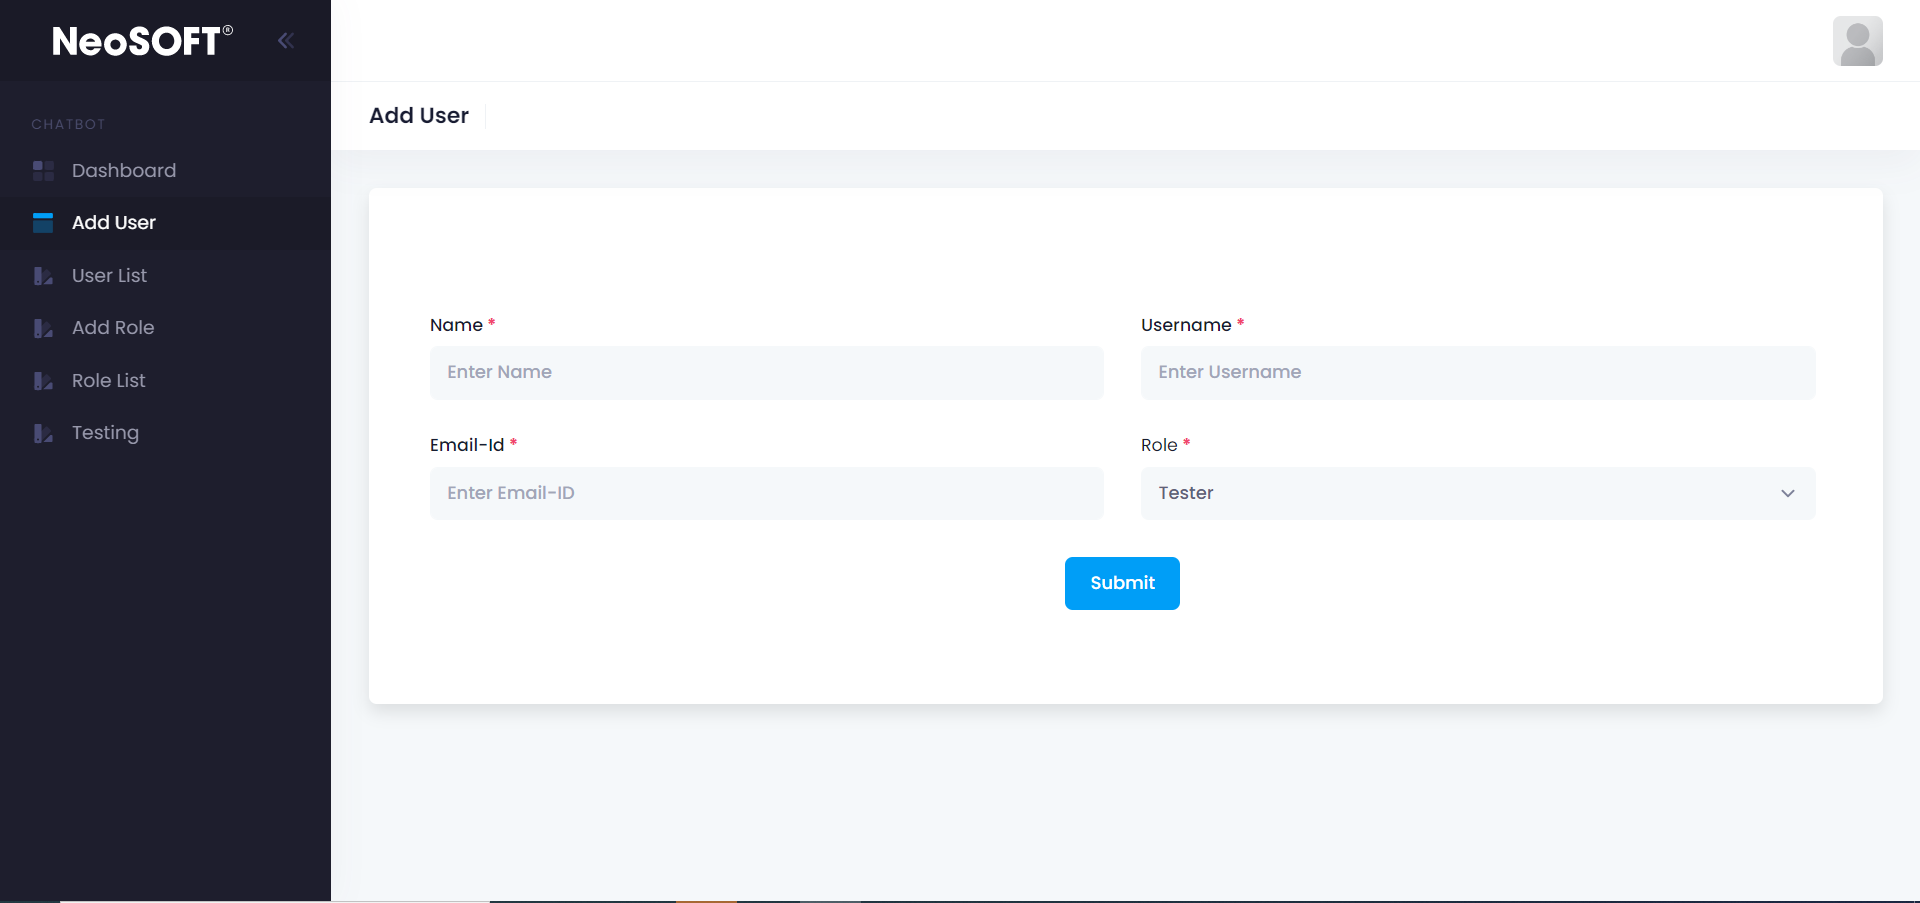 NeoSOFT®
CHATBOT
Dashboard
Add User
User List
Add Role
Role List
Testing
Add User
Name *
Username *
Enter Name
Enter Username
Email-Id *
Role *
Enter Email-ID
Tester
Submit